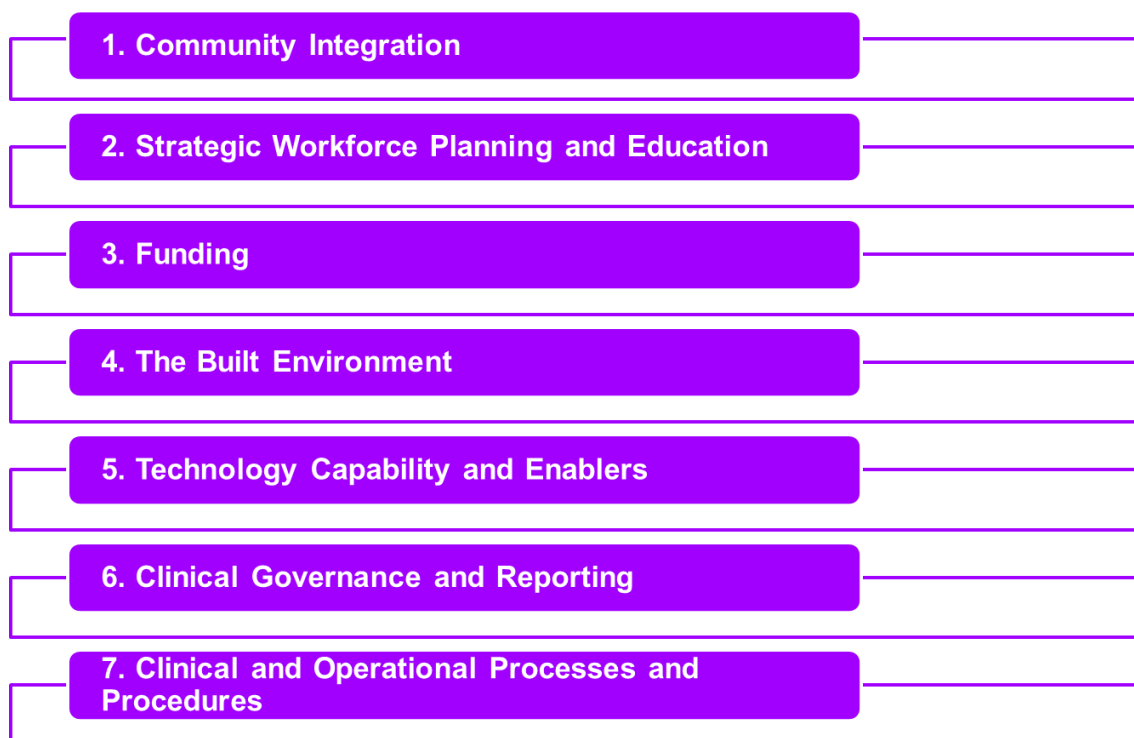 1. Community Integration
2. Strategic Workforce Planning and Education
3. Funding
4. The Built Environment
5. Technology Capability and Enablers
6. Clinical Governance and Reporting
7. Clinical and Operational Processes and
Procedures